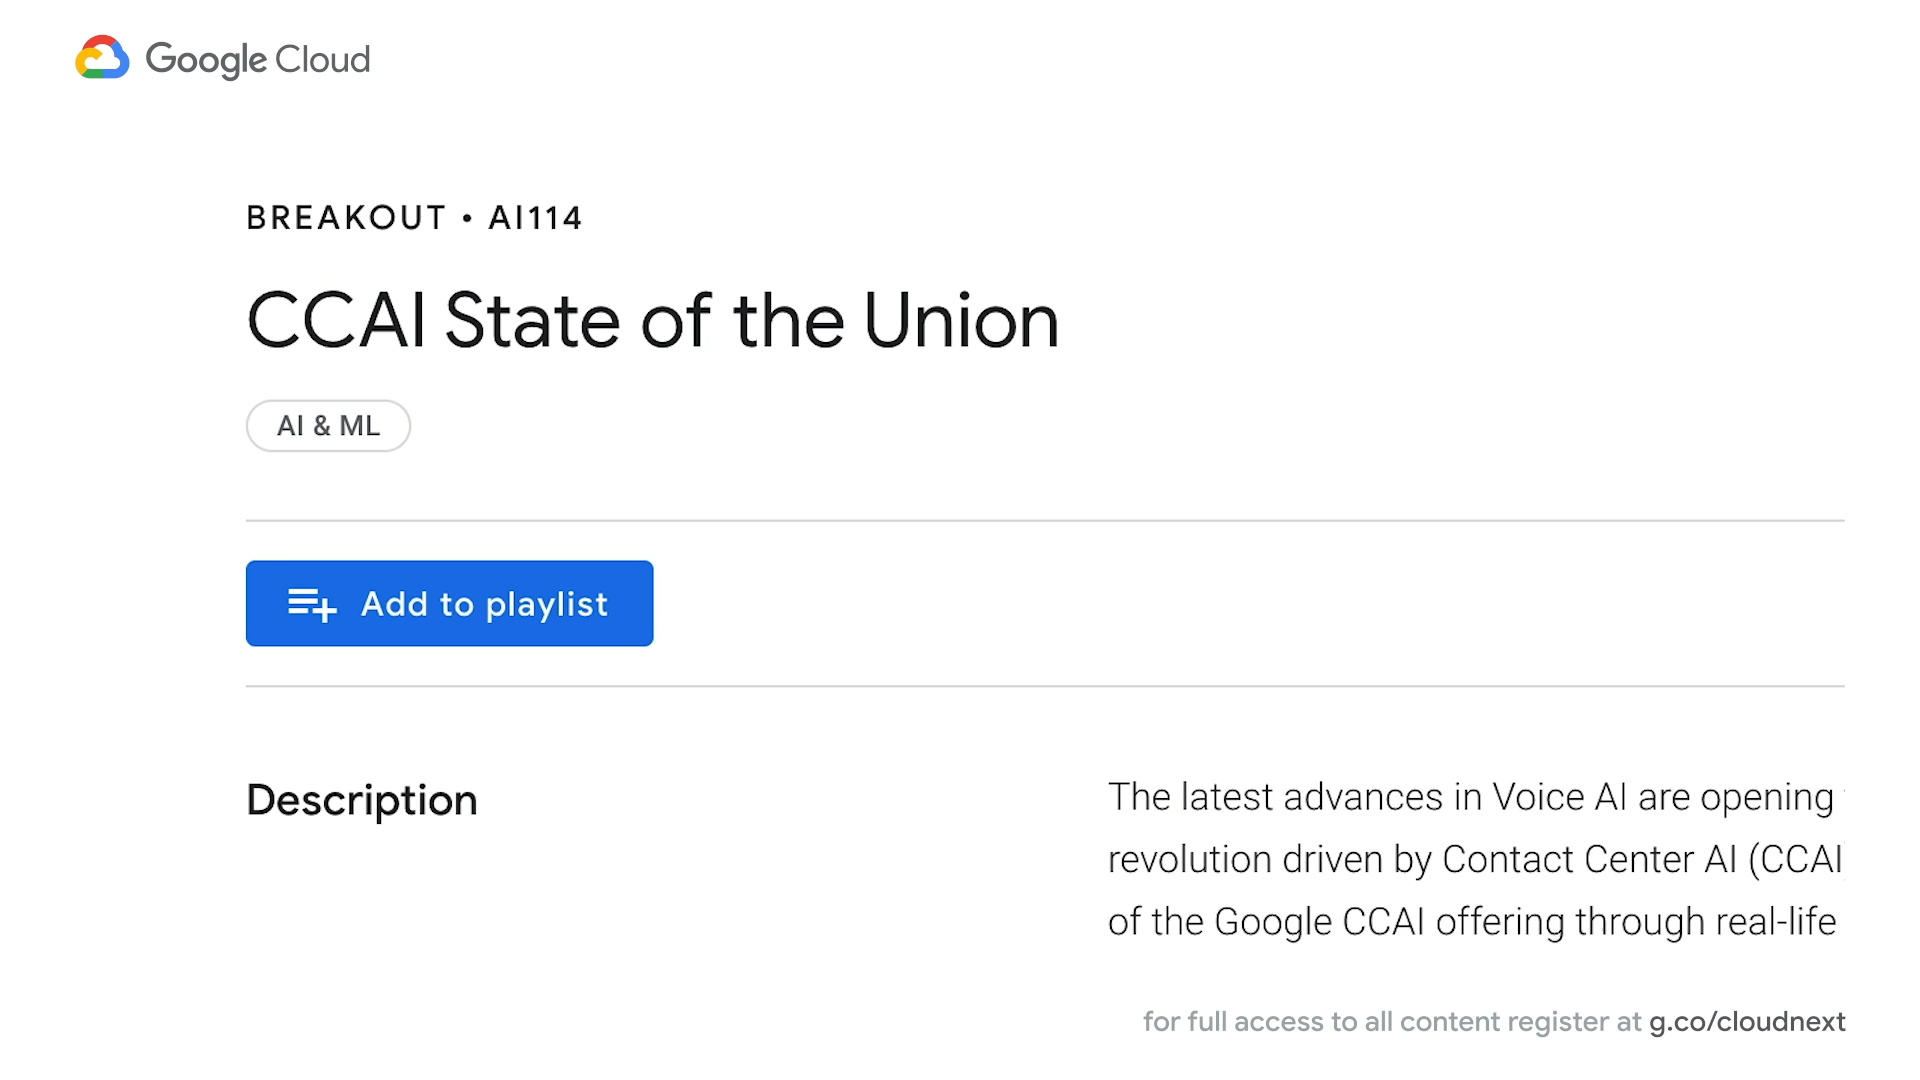 Google Cloud
BREAKOUT • AI114
CCAI State of the Union
AI & ML
Add to playlist
Description
The latest advances in Voice AI are opening
revolution driven by Contact Center AI (CCAI
of the Google CCAI offering through real-life
for full access to all content register at g.co/cloudnext